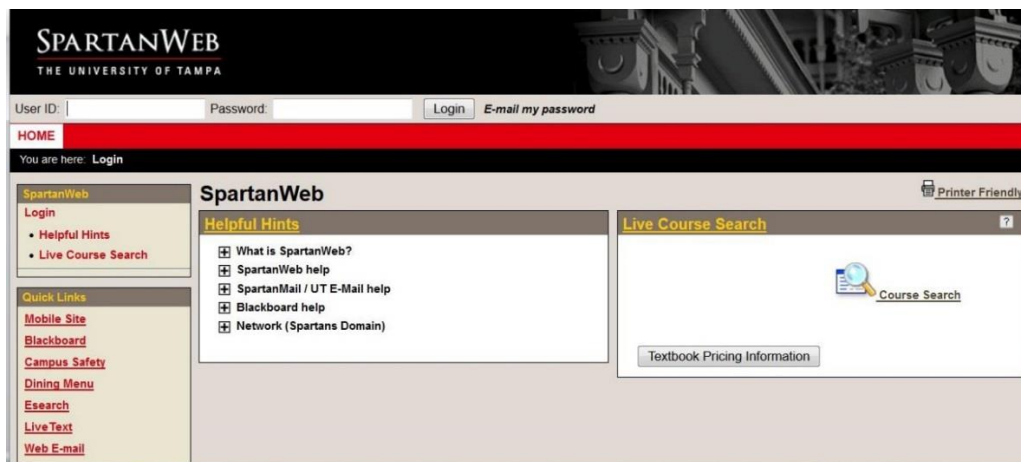 SPARTANWEB
THE UNIVERSITY OF TAMPA
User ID: Password: Login E-mail my password
HOME
You are here: Login
SpartanWeb
Login
• Helpful Hints
• Live Course Search
Quick Links
Mobile Site
Blackboard
Campus Safety
Dining Menu
Esearch
LiveText
Web E-mail
SpartanWeb
Printer Friendly
Helpful Hints
What is SpartanWeb?
SpartanWeb help
SpartanMail / UT E-Mail help
Blackboard help
Network (Spartans Domain)
Live Course Search ?
Course Search
Textbook Pricing Information